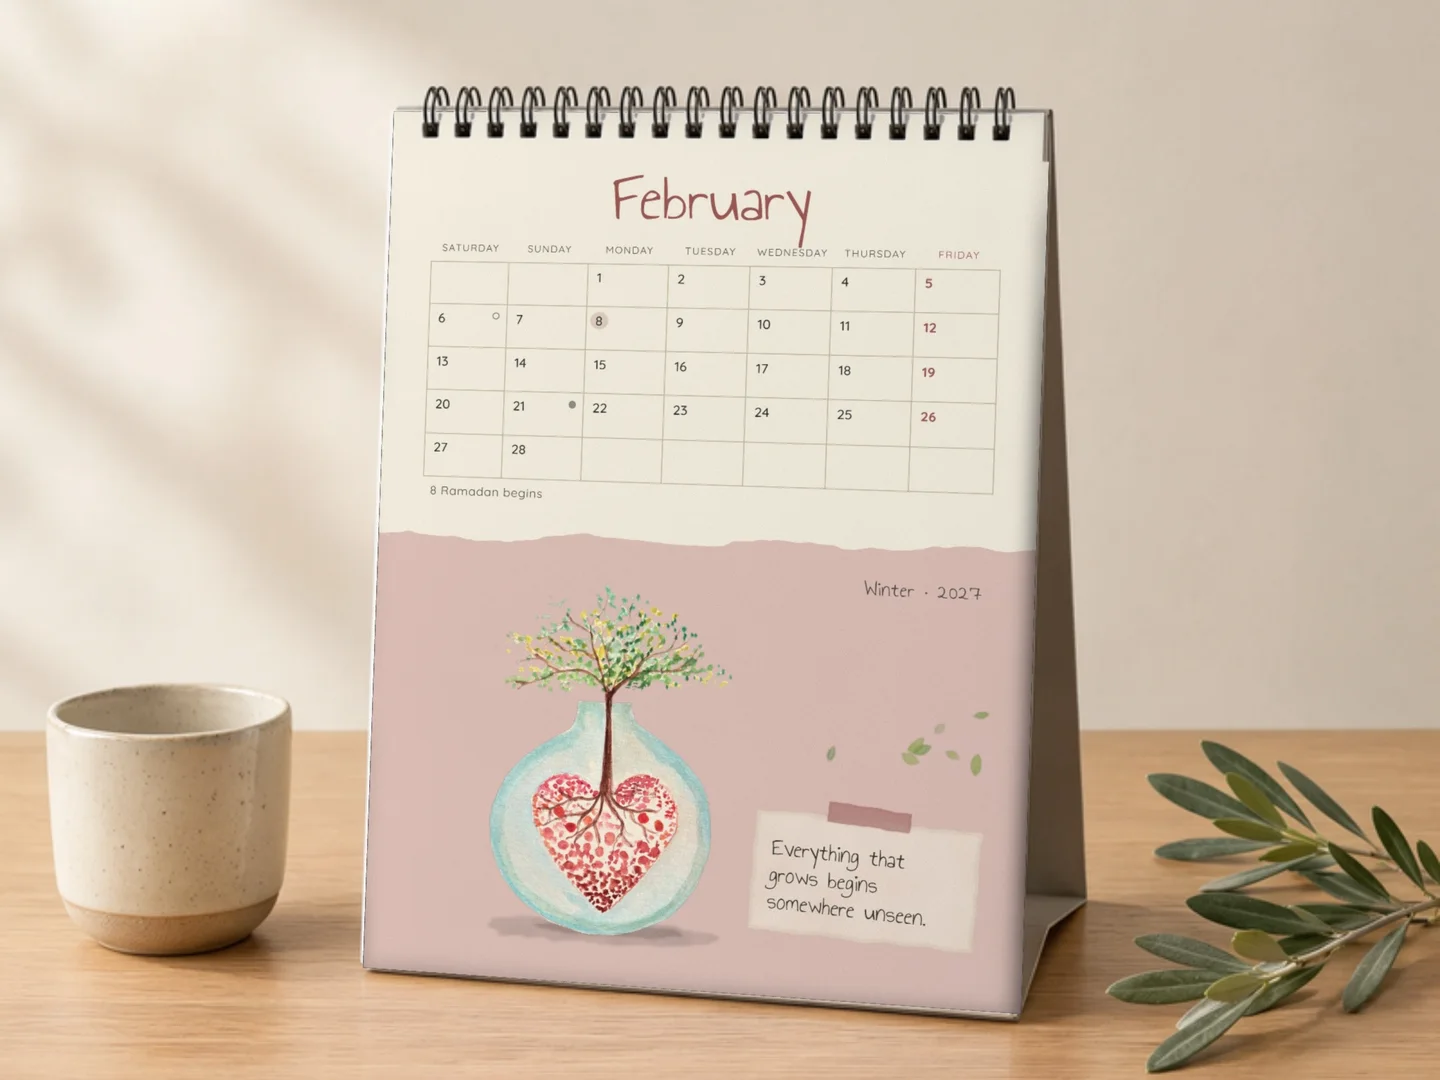 February
SATURDAY SUNDAY MONDAY TUESDAY WEDNESDAY THURSDAY FRIDAY
1 2 3 4 5
6 7 8 9 10 11 12
13 14 15 16 17 18 19
20 21 22 23 24 25 26
27 28
8 Ramadan begins
Winter · 2027
Everything that
grows begins
somewhere unseen.